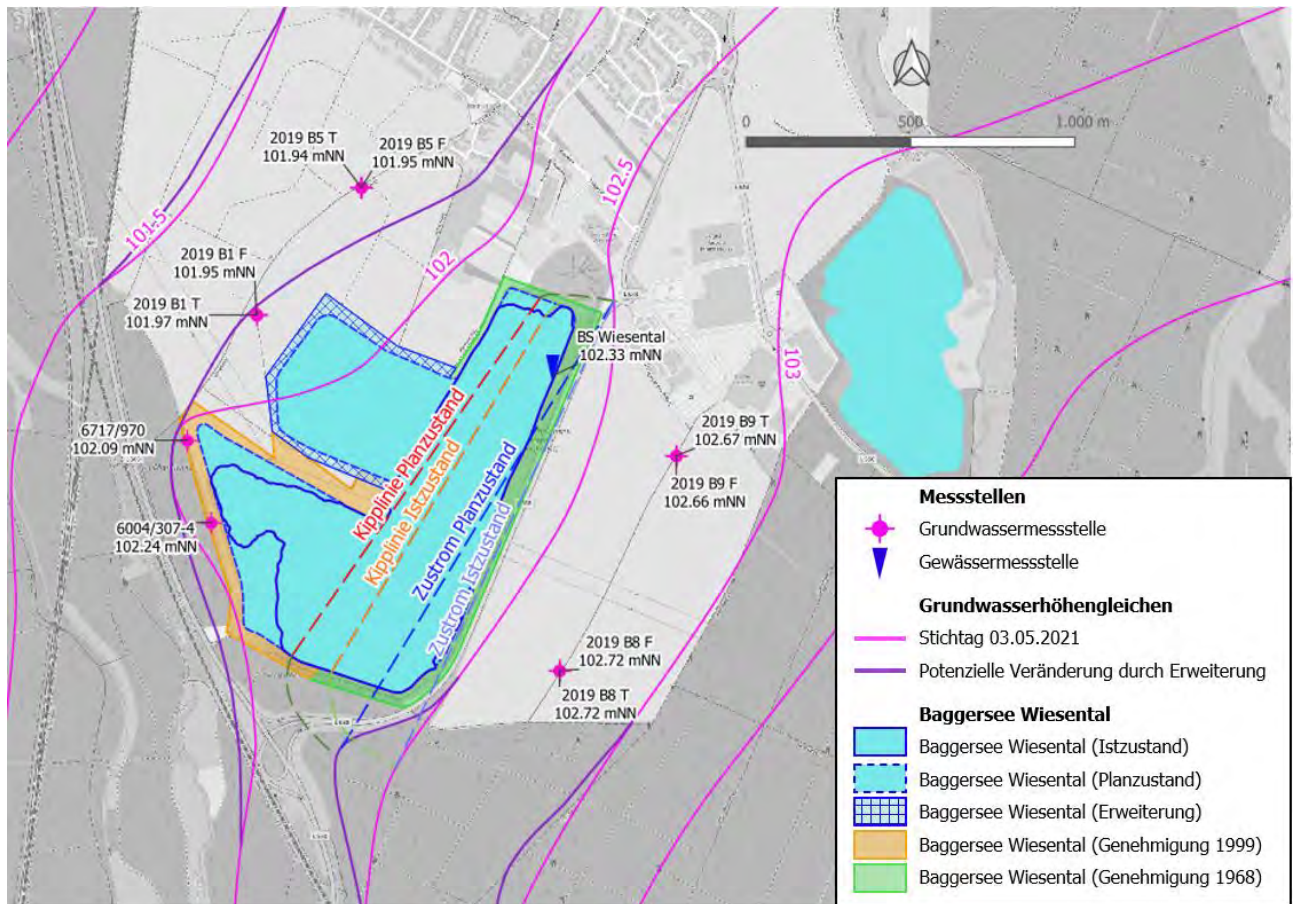 0 500 1.000 m
2019 B5 T
101.94 mNN
2019 B5 F
101.95 mNN
102.5
101.5
2019 B1 F
101.95 mNN
102
2019 B1 T
101.97 mNN
BS Wiesental
102.33 mNN
103
Kipplinie Planzustand
Kipplinie Istzustand
Zustrom Planzustand
Zustrom Istzustand
6717/970
102.09 mNN
2019 B9 T
102.67 mNN
2019 B9 F
102.66 mNN
6004/307-4
102.24 mNN
2019 B8 F
102.72 mNN
2019 B8 T
102.72 mNN
Messstellen
Grundwassermessstelle
Gewässermessstelle
Grundwasserhöhengleichen
Stichtag 03.05.2021
Potenzielle Veränderung durch Erweiterung
Baggersee Wiesental
Baggersee Wiesental (Istzustand)
Baggersee Wiesental (Planzustand)
Baggersee Wiesental (Erweiterung)
Baggersee Wiesental (Genehmigung 1999)
Baggersee Wiesental (Genehmigung 1968)